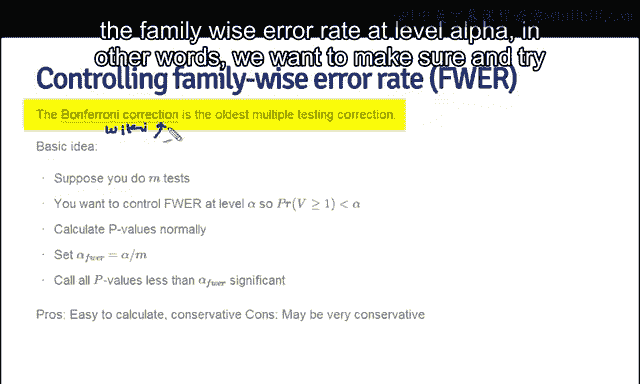 the family wise error rate at level alpha, in
other words, we want to make sure and try
Controlling family-wise error rate (FWER)
The Bonferroni correction is the oldest multiple testing correction.
wiki ↑
Basic idea:
· Suppose you do m tests
· You want to control FWER at level α so Pr(V ≥ 1) < α
· Calculate P-values normally
· Set α_fwer = α/m
· Call all P-values less than α_fwer significant
Pros: Easy to calculate, conservative Cons: May be very conservative